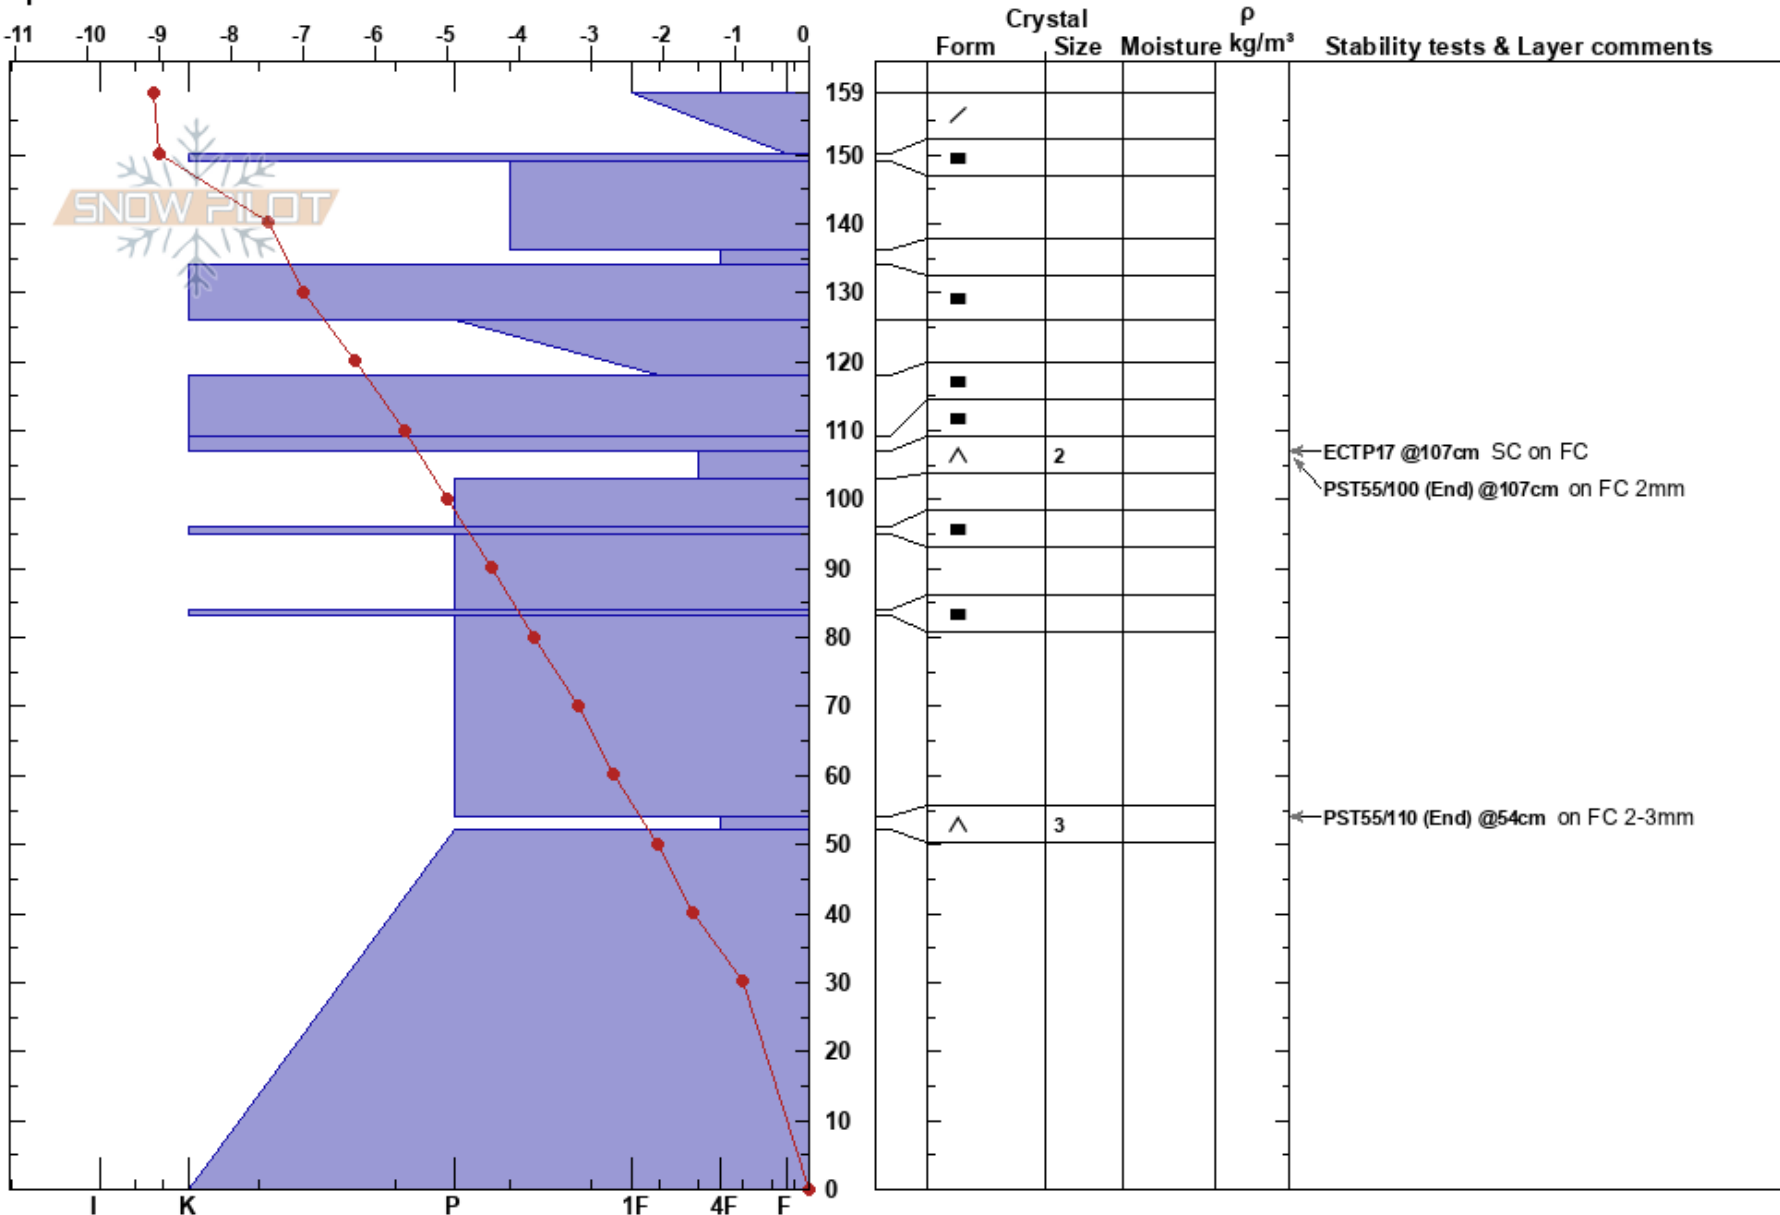 Crystal ρ
-11 -10 -9 -8 -7 -6 -5 -4 -3 -2 -1 0 Form Size Moisture kg/m³ Stability tests & Layer comments
159
150
SNOW PILOT
140
130
120
110
ECTP17 @107cm SC on FC
2
PST55/100 (End) @107cm on FC 2mm
100
90
80
70
60
PST55/110 (End) @54cm on FC 2-3mm
3
50
40
30
20
10
0
I K P 1F 4F F